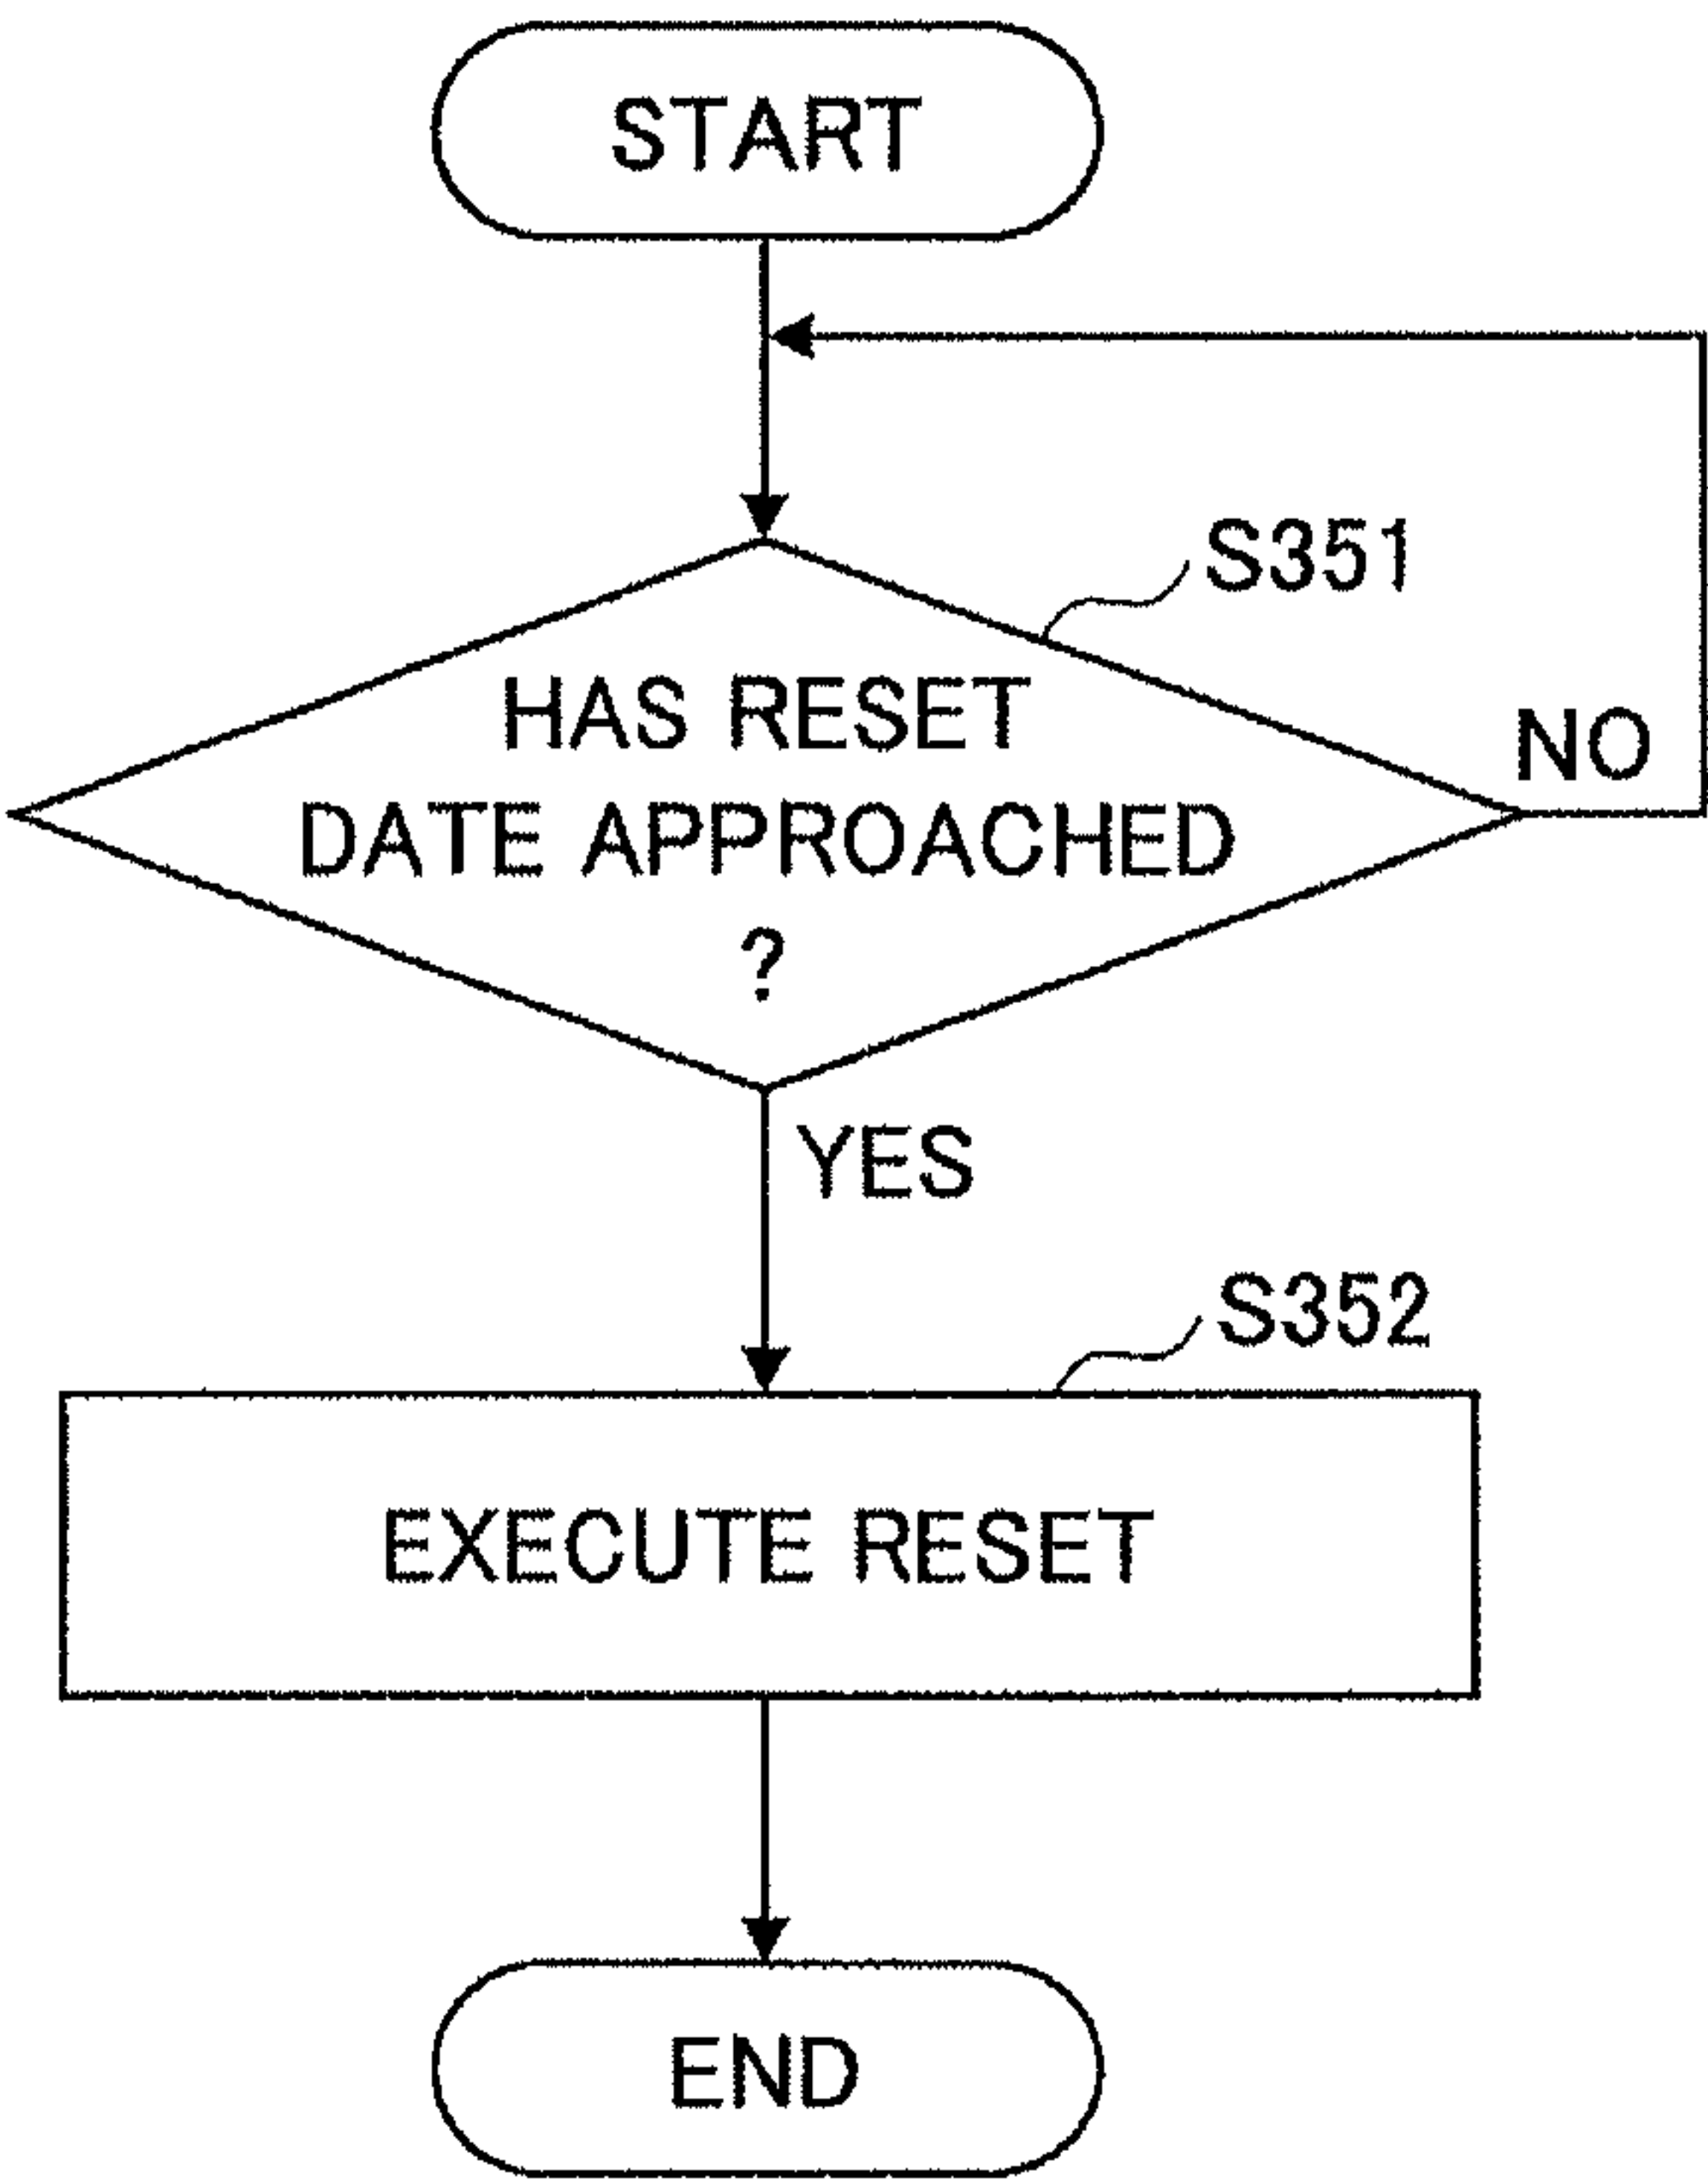 START
S351
HAS RESET
DATE APPROACHED
?
NO
YES
S352
EXECUTE RESET
END